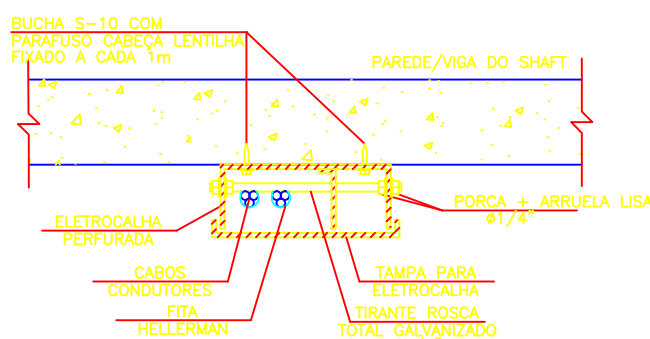 BUCHA S-10 COM
PARAFUSO CABEÇA LENTILHA
FIXADO A CADA 1m
PAREDE/VIGA DO SHAFT
PORCA + ARRUELA LISA
ø1/4"
ELETROCALHA
PERFURADA
CABOS
CONDUTORES
TAMPA PARA
ELETROCALHA
FITA
HELLERMAN
TIRANTE ROSCA
TOTAL GALVANIZADO